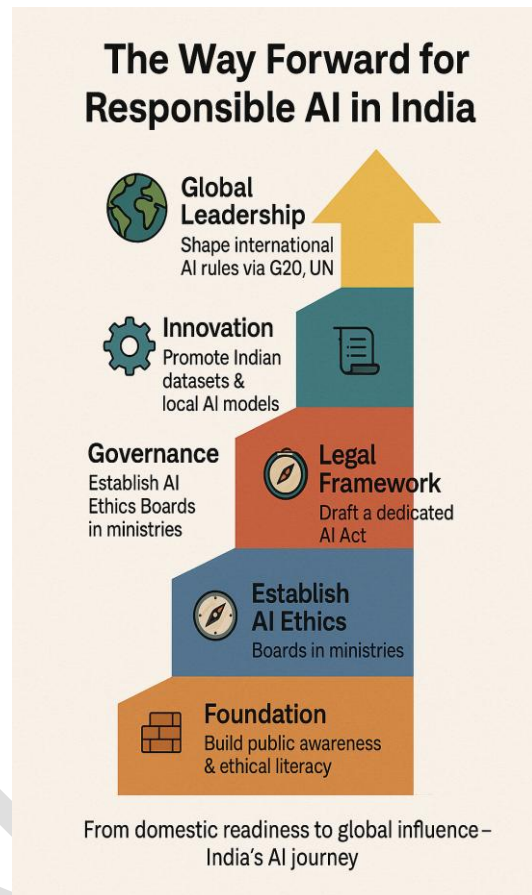 The Way Forward for
Responsible AI in India
Global
Leadership
Shape international
AI rules via G20, UN
Innovation
Promote Indian
datasets &
local AI models
Governance
Establish AI
Ethics Boards
in ministries
Legal
Framework
Draft a dedicated
AI Act
Establish
AI Ethics
Boards in ministries
Foundation
Build public awareness
& ethical literacy
From domestic readiness to global influence –
India's AI journey